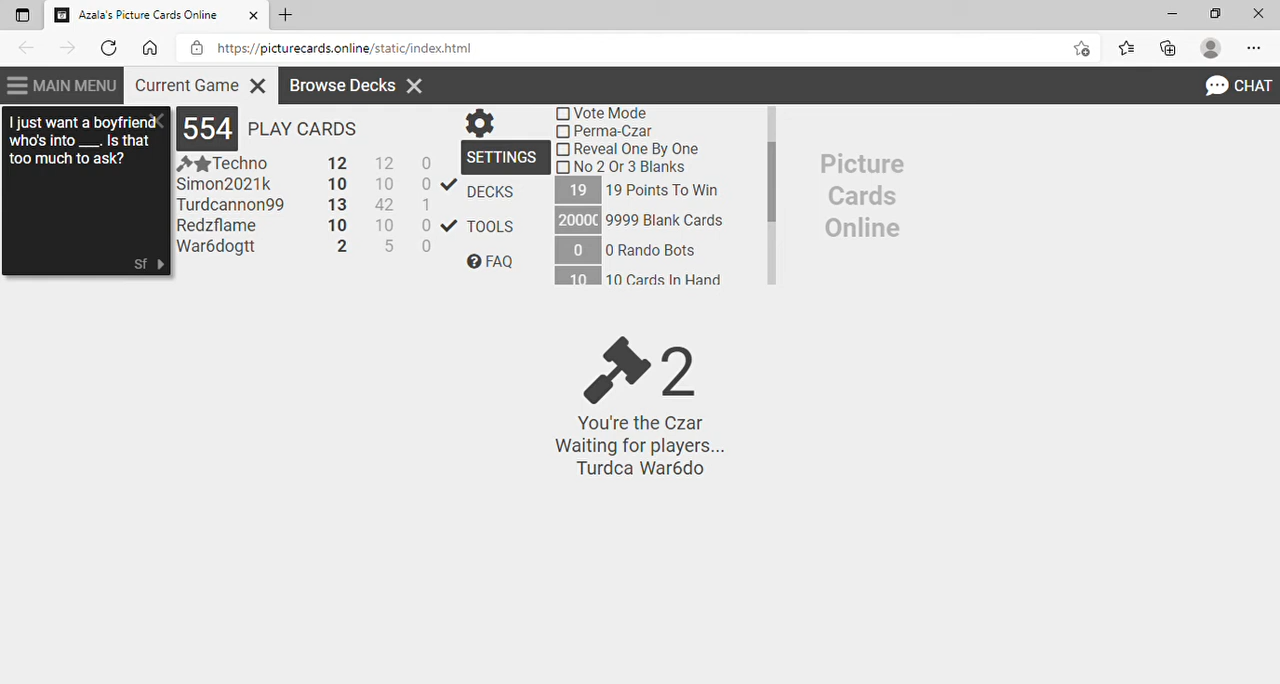 Azala's Picture Cards Online
https://picturecards.online/static/index.html
MAIN MENU
Current Game
Browse Decks
CHAT
I just want a boyfriend
who's into ___. Is that
too much to ask?
Sf
554 PLAY CARDS
Techno 12 12 0
Simon2021k 10 10 0
Turdcannon99 13 42 1
Redzflame 10 10 0
War6dogtt 2 5 0
SETTINGS
DECKS
TOOLS
FAQ
Vote Mode
Perma-Czar
Reveal One By One
No 2 Or 3 Blanks
19 19 Points To Win
20000 9999 Blank Cards
0 0 Rando Bots
10 10 Cards In Hand
Picture
Cards
Online
2
You're the Czar
Waiting for players...
Turdca War6do